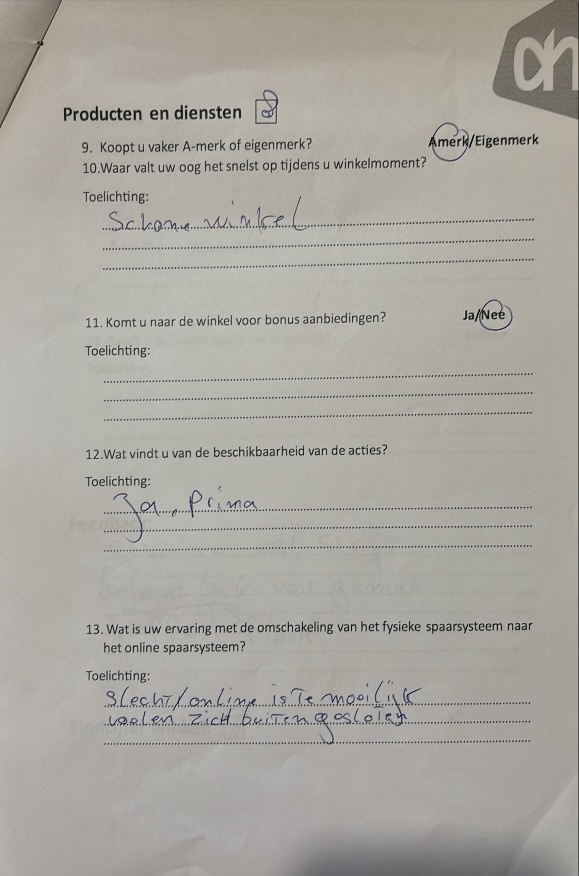 ah
Producten en diensten 8
9. Koopt u vaker A-merk of eigenmerk? Amerk/Eigenmerk
10.Waar valt uw oog het snelst op tijdens u winkelmoment?
Toelichting:
Schone winkel
11. Komt u naar de winkel voor bonus aanbiedingen? Ja/Nee
Toelichting:
12.Wat vindt u van de beschikbaarheid van de acties?
Toelichting:
Ja, prima
13. Wat is uw ervaring met de omschakeling van het fysieke spaarsysteem naar
het online spaarsysteem?
Toelichting:
Slecht/online is Te mooilijk
voelen zich buiten gesloten